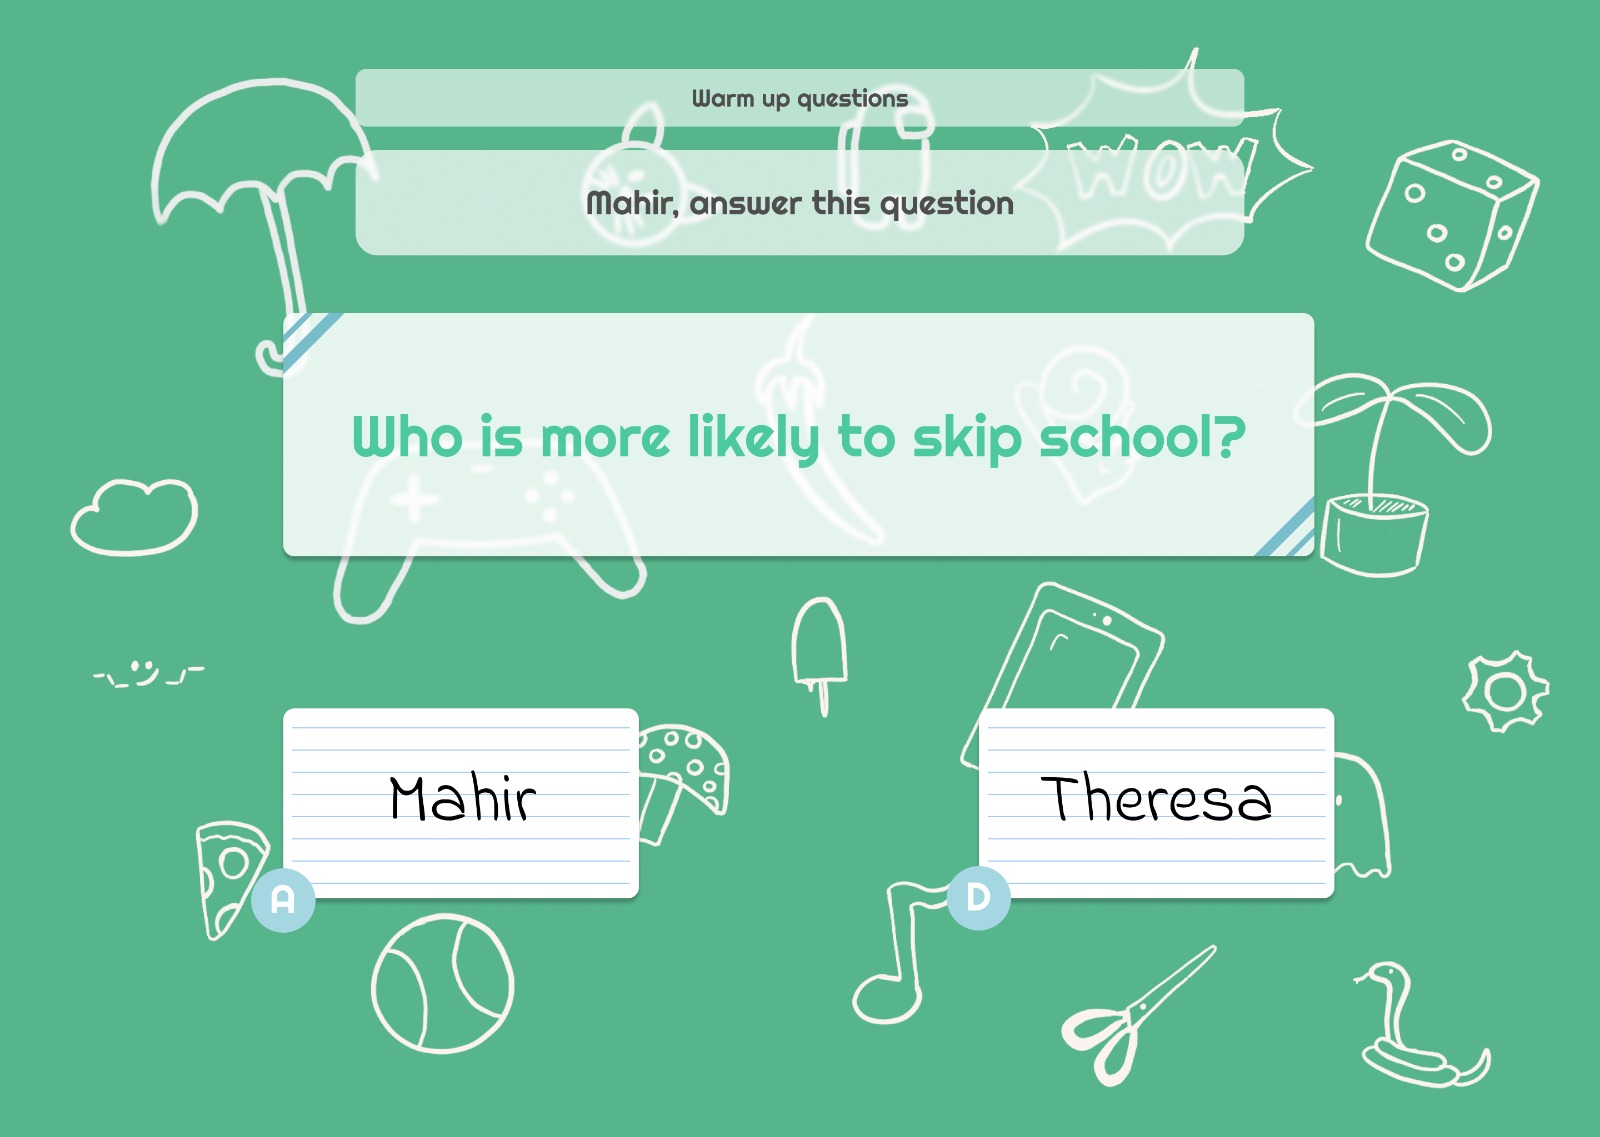 Warm up questions
WOW
Mahir, answer this question
Who is more likely to skip school?
Mahir
Theresa
A
D